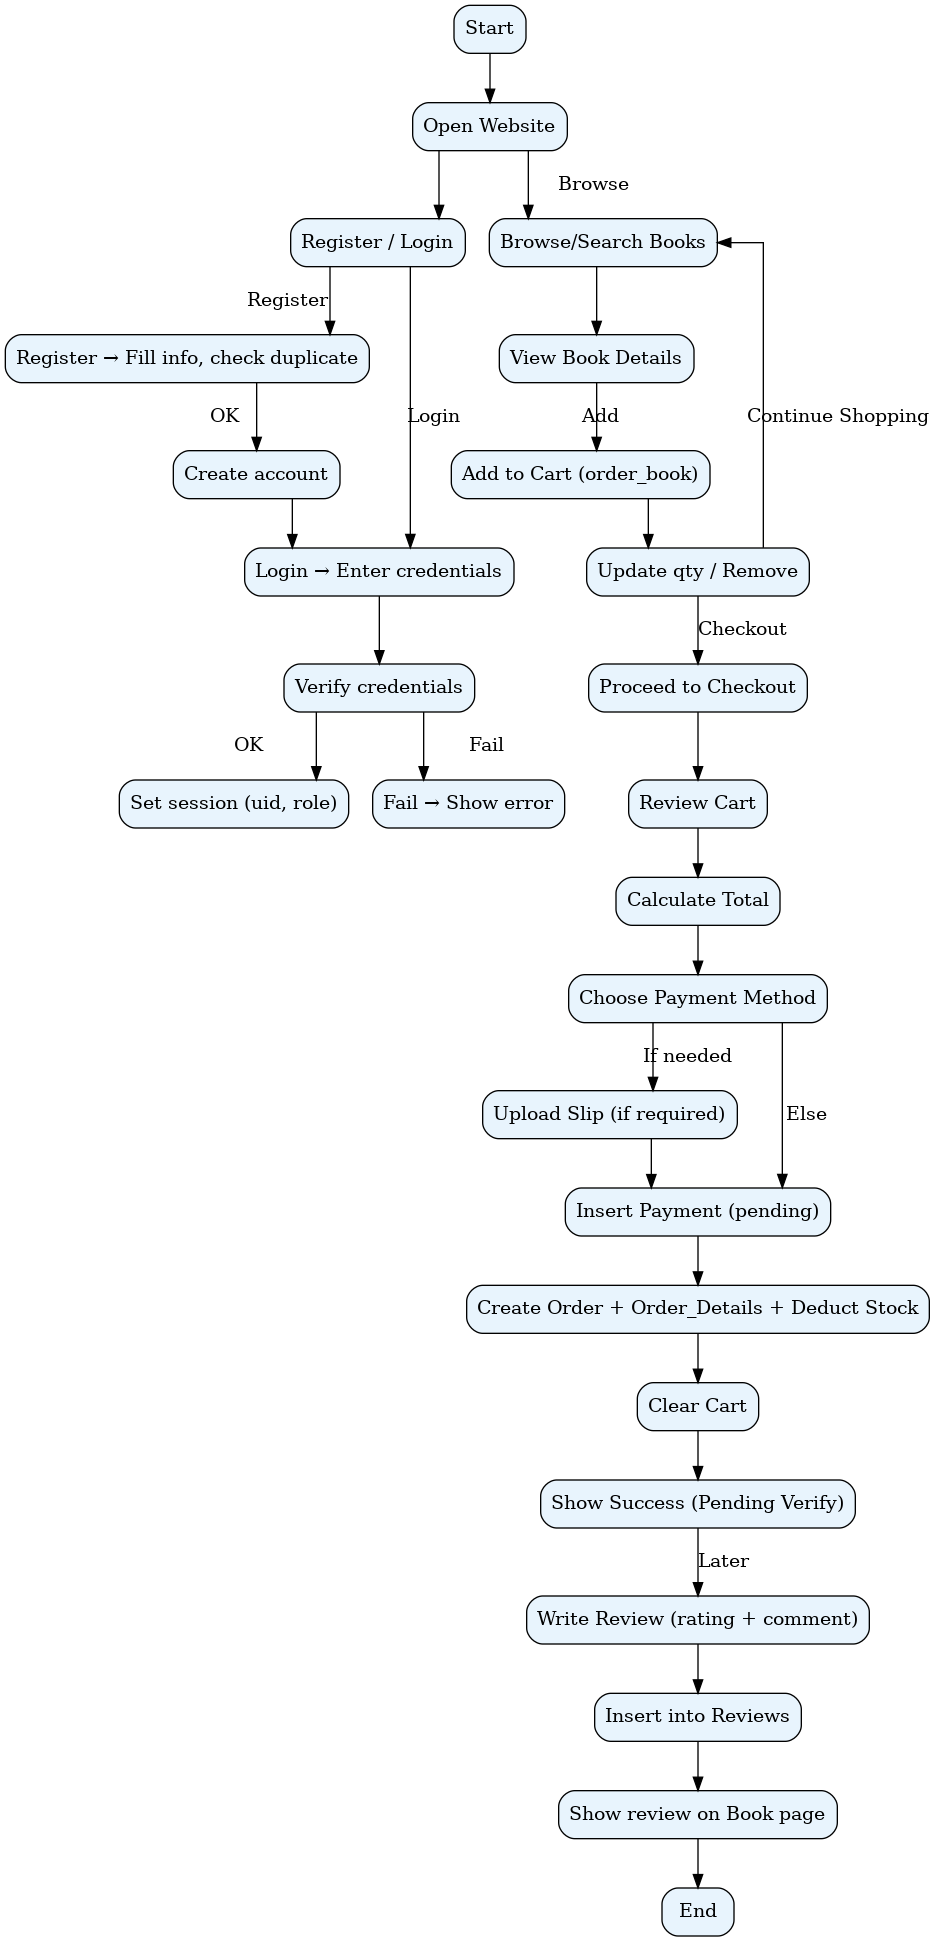 Start
Open Website
Browse
Register / Login
Browse/Search Books
Register
Register → Fill info, check duplicate
View Book Details
OK
Login
Add
Continue Shopping
Create account
Add to Cart (order_book)
Login → Enter credentials
Update qty / Remove
Checkout
Verify credentials
Proceed to Checkout
OK
Fail
Set session (uid, role)
Fail → Show error
Review Cart
Calculate Total
Choose Payment Method
If needed
Upload Slip (if required)
Else
Insert Payment (pending)
Create Order + Order_Details + Deduct Stock
Clear Cart
Show Success (Pending Verify)
Later
Write Review (rating + comment)
Insert into Reviews
Show review on Book page
End